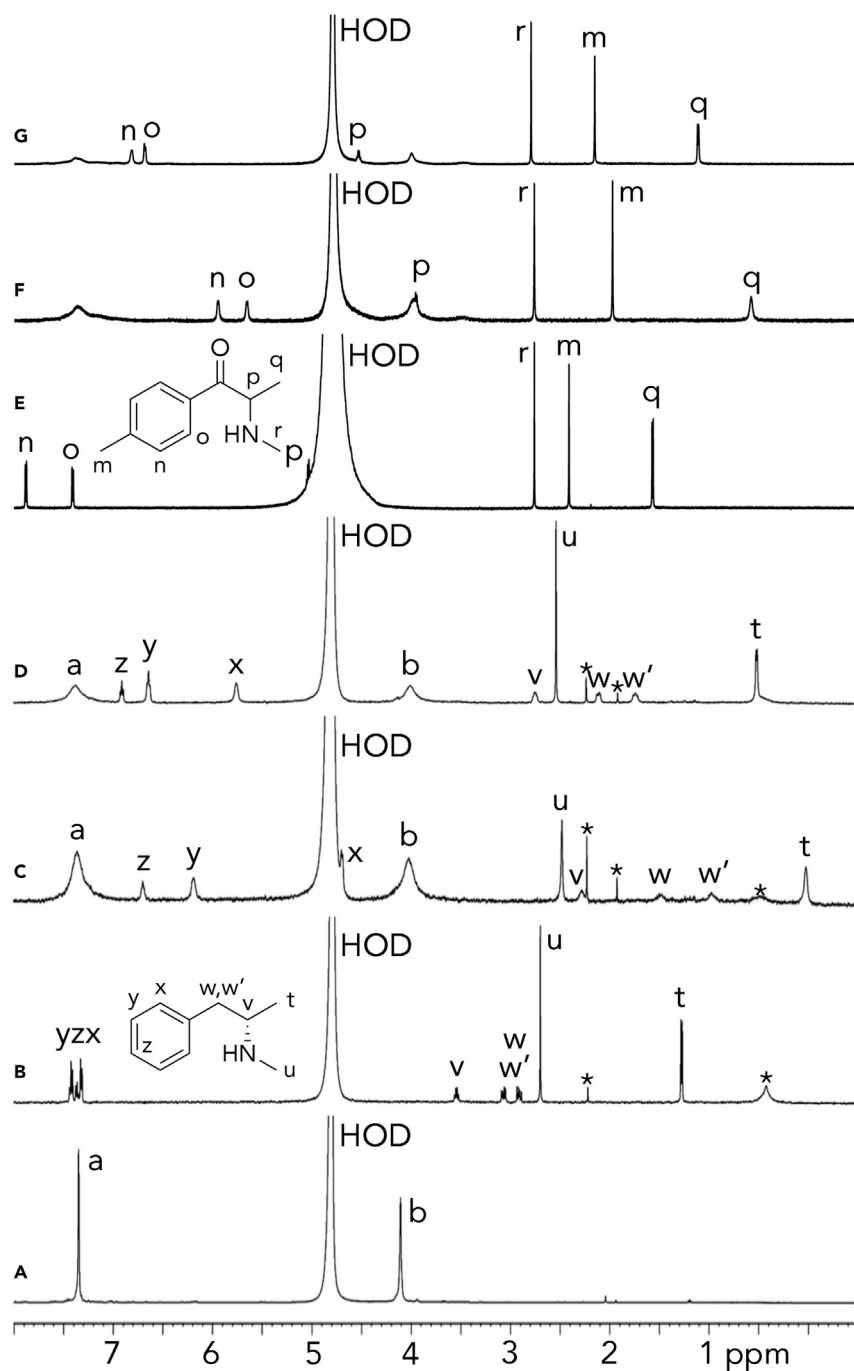 HOD
r
m
q
G
n
o
p
HOD
r
m
F
n
o
p
q
O
q
HOD
r
m
p
E
n
o
o
HN
r
p
q
m
n
HOD
u
y
t
a
z
x
b
v
*
w
*
w'
D
HOD
u
*
a
y
b
t
z
x
v
*
w
w'
*
C
HOD
u
x
w,w'
t
y
v
yzx
z
HN
u
w
t
v
w'
*
*
B
HOD
a
b
A
7 6 5 4 3 2 1 ppm